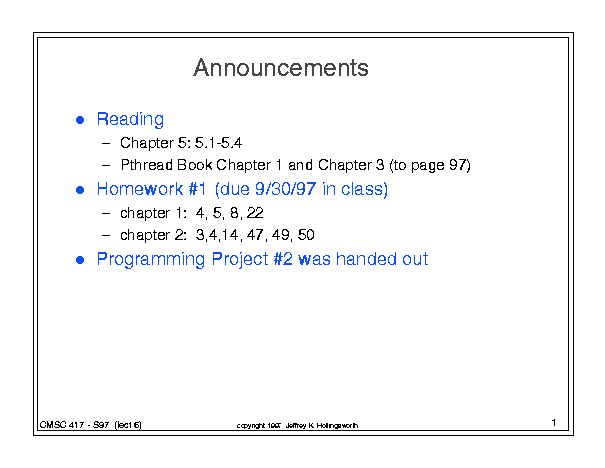 Announcements
● Reading
– Chapter 5: 5.1-5.4
– Pthread Book Chapter 1 and Chapter 3 (to page 97)
● Homework #1 (due 9/30/97 in class)
– chapter 1: 4, 5, 8, 22
– chapter 2: 3,4,14, 47, 49, 50
● Programming Project #2 was handed out
CMSC 417 - S97 (lect6) copyright 1997 Jeffrey K. Hollingsworth 1